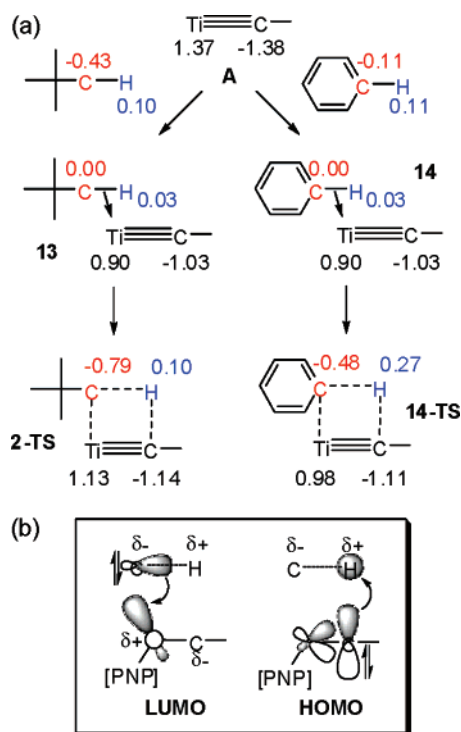 (a)
Ti≡C
1.37 -1.38
A
-0.43
C-H
0.10
-0.11
C-H
0.11
0.00
C H 0.03
13
Ti≡C
0.90 -1.03
14
0.00
C-H 0.03
Ti≡C
0.90 -1.03
-0.79 0.10
C H
2-TS
Ti≡C
1.13 -1.14
-0.48 0.27
C H
14-TS
Ti≡C
0.98 -1.11
(b)
δ- δ+
H
δ+ C
δ-
[PNP]
LUMO
δ- δ+
C H
[PNP]
HOMO